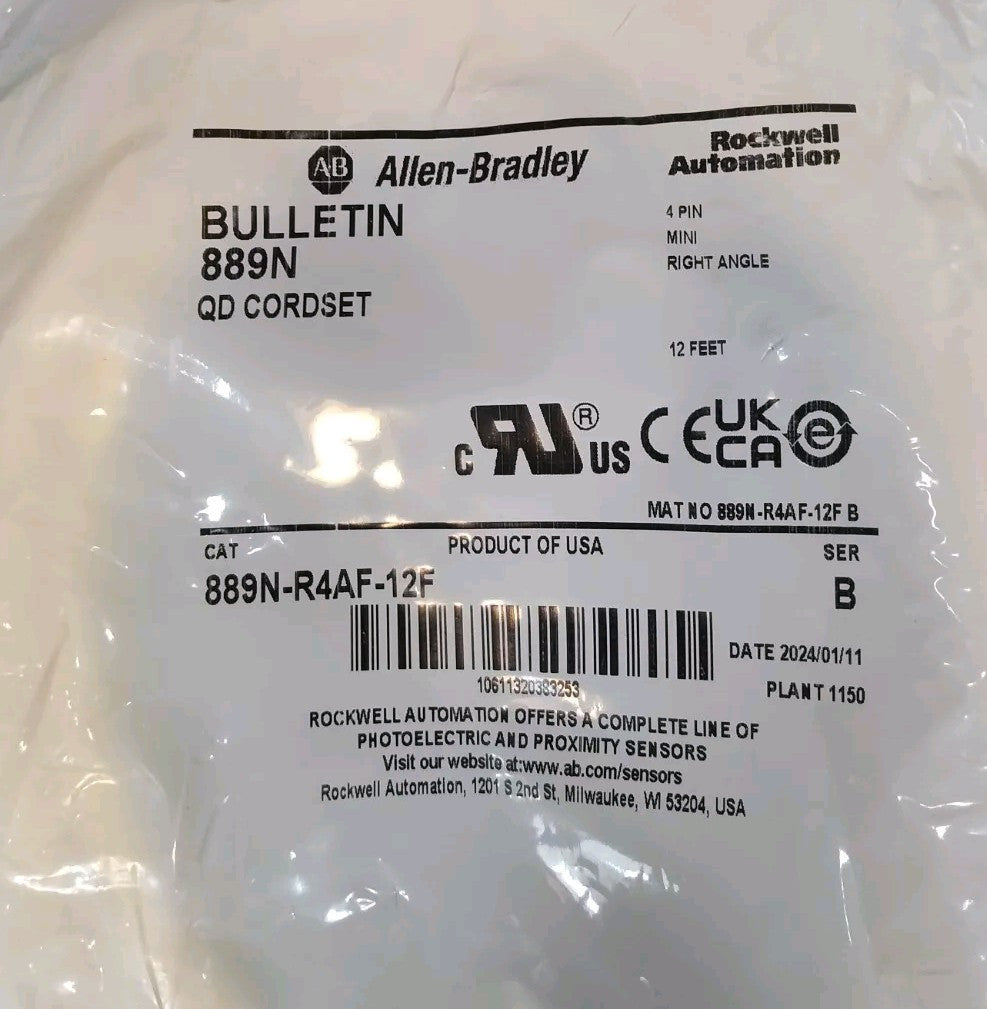 AB Allen-Bradley
Rockwell
Automation
BULLETIN
889N
QD CORDSET
4 PIN
MINI
RIGHT ANGLE
12 FEET
c RU ® US CE UK CA e
MAT NO 889N-R4AF-12F B
CAT PRODUCT OF USA SER
889N-R4AF-12F B
DATE 2024/01/11
10611320383253
PLANT 1150
ROCKWELL AUTOMATION OFFERS A COMPLETE LINE OF
PHOTOELECTRIC AND PROXIMITY SENSORS
Visit our website at:www.ab.com/sensors
Rockwell Automation, 1201 S 2nd St, Milwaukee, WI 53204, USA